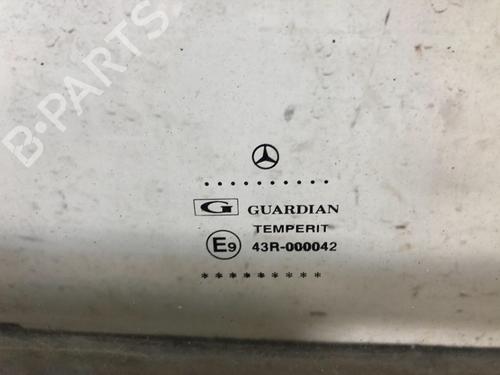 B-PARTS
. . . . . . . . . .
G GUARDIAN
TEMPERIT
E9 43R-000042
* * * * * * * * *